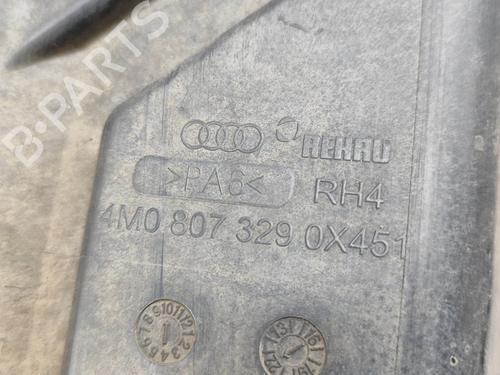 B-PARTS
REHAU
>PA6<
RH4
4M0 807 329 0X451